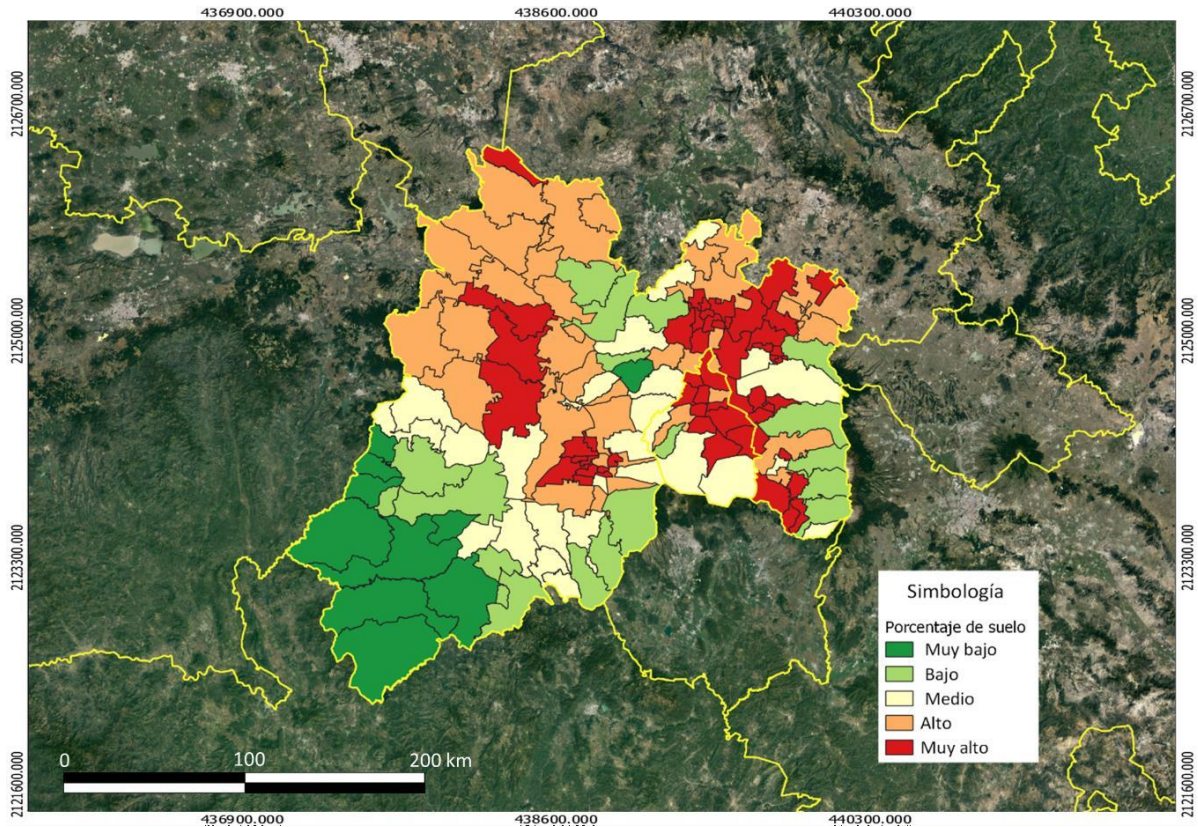 436900.000 438600.000 440300.000
2126700.000 2126700.000
2125000.000 2125000.000
2123300.000 2123300.000
Simbología
Porcentaje de suelo
Muy bajo
Bajo
Medio
Alto
Muy alto
0 100 200 km
2121600.000 2121600.000
436900.000 438600.000 440300.000